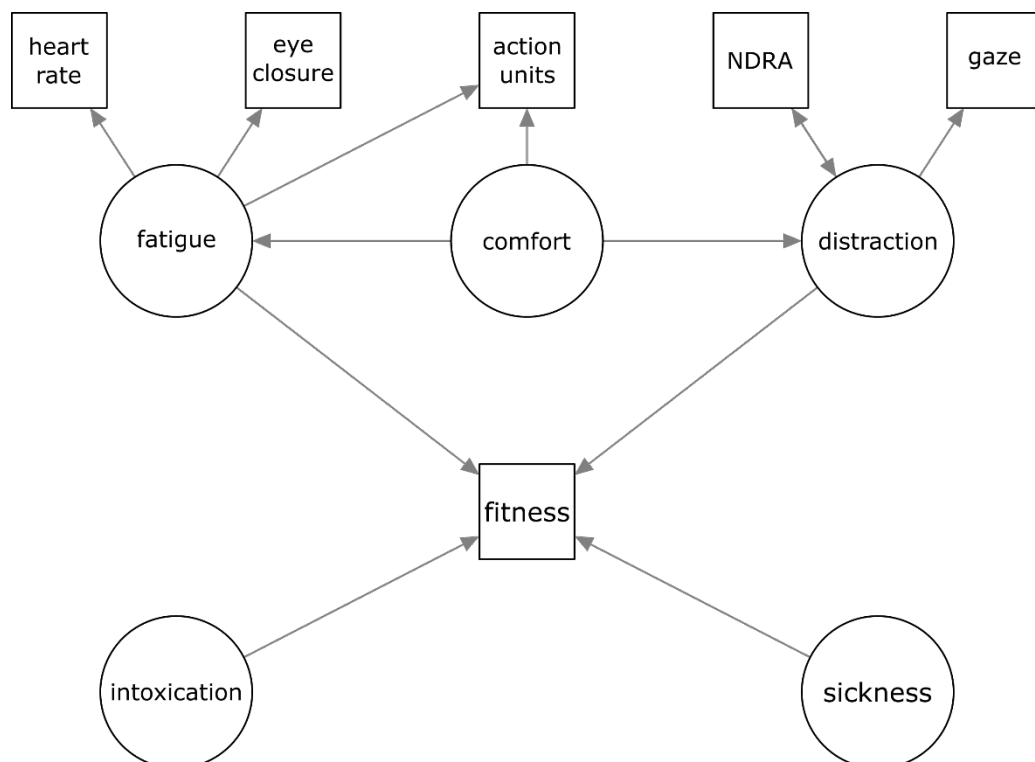 heart
rate
eye
closure
action
units
NDRA
gaze
fatigue
comfort
distraction
fitness
intoxication
sickness